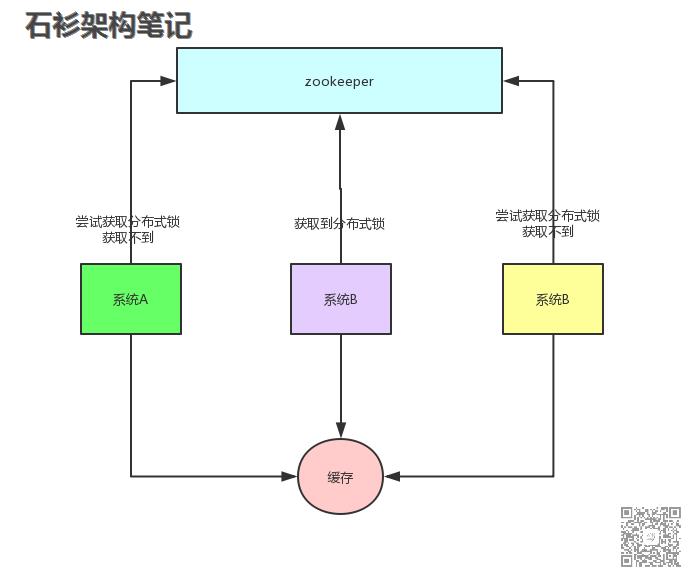 石衫架构笔记
zookeeper
尝试获取分布式锁
获取不到
获取到分布式锁
尝试获取分布式锁
获取不到
系统A
系统B
系统B
缓存